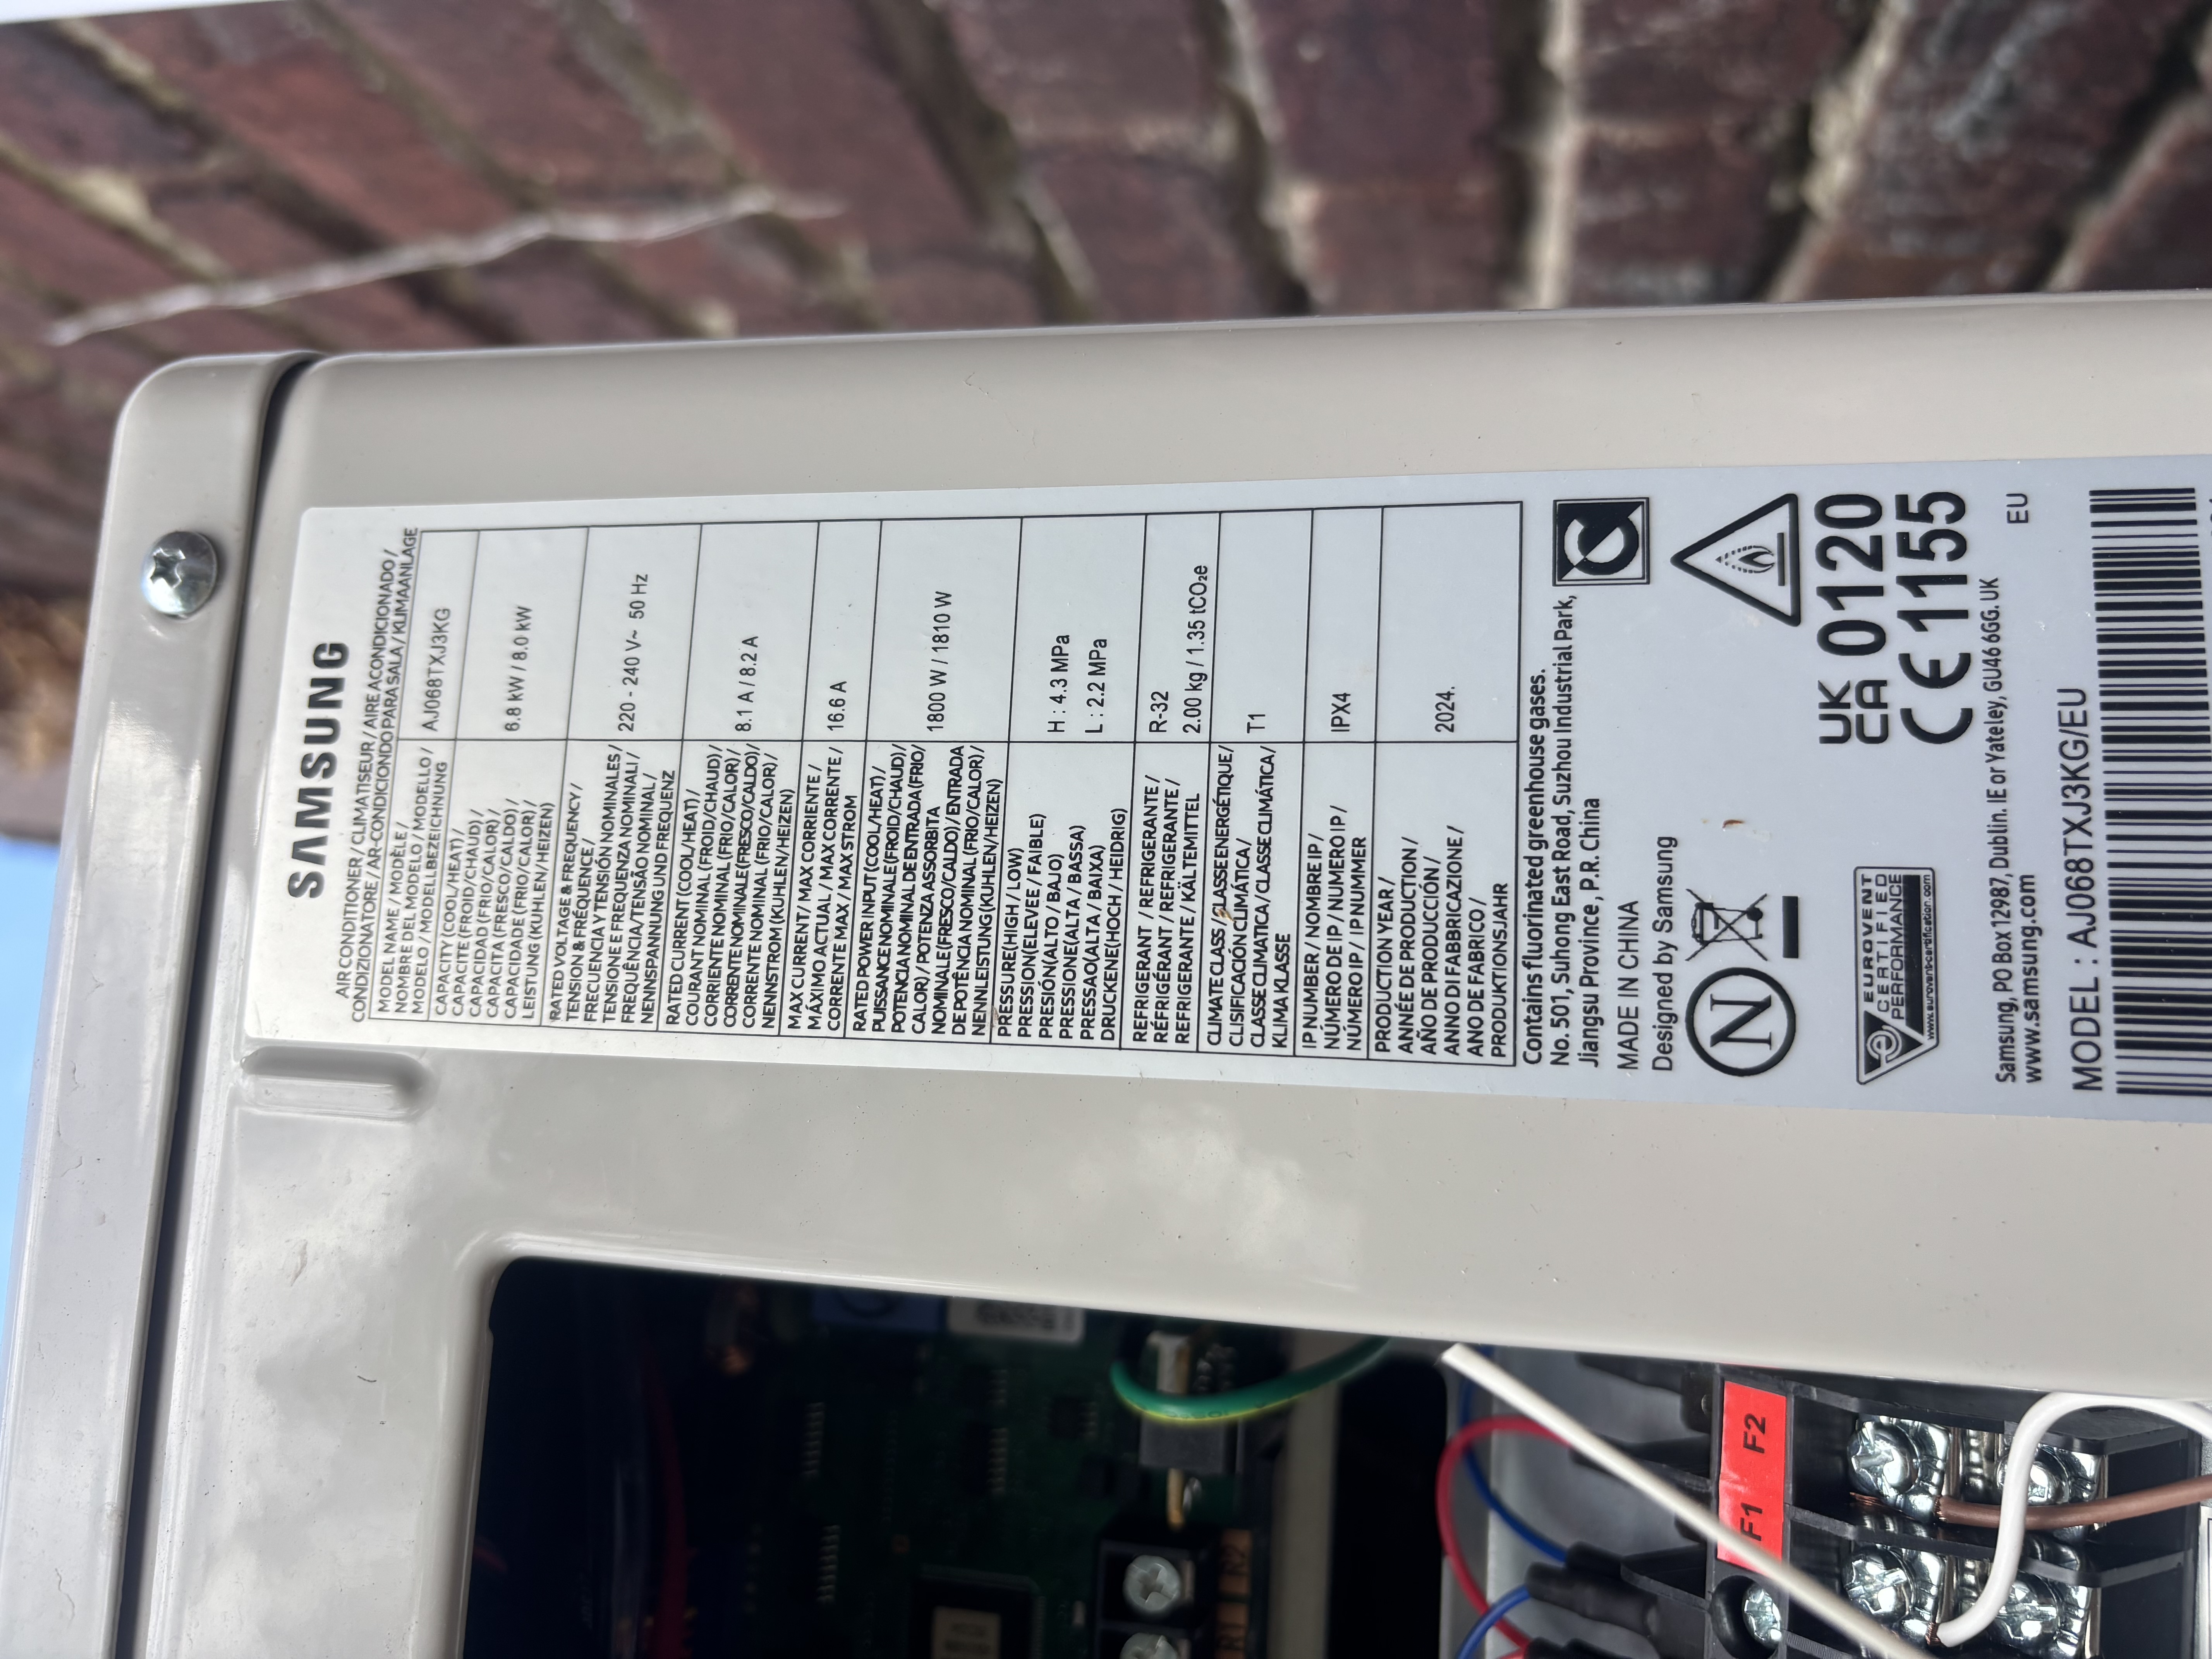 SAMSUNG
AIR CONDITIONER / CLIMATISEUR / AIRE ACONDICIONADO /
CONDIZIONATORE / AR-CONDICIONDO PARA SALA / KLIMAANLAGE
MODEL NAME / MODÈLE /
NOMBRE DEL MODELO / MODELLO /
MODELO / MODELLBEZEICHNUNG
AJ068TXJ3KG
CAPACITY (COOL/HEAT) /
CAPACITE (FROID/CHAUD) /
CAPACIDAD (FRIO/CALOR) /
CAPACITA (FRESCO/CALDO) /
CAPACIDADE (FRIO/CALOR) /
LEISTUNG (KUHLEN/HEIZEN)
6.8 kW / 8.0 kW
RATED VOLTAGE & FREQUENCY /
TENSION & FRÉQUENCE /
FRECUENCIA Y TENSIÓN NOMINALES /
TENSIONE E FREQUENZA NOMINALI /
FREQUÊNCIA/TENSÃO NOMINAL /
NENNSPANNUNG UND FREQUENZ
220 - 240 V~ 50 Hz
RATED CURRENT (COOL/HEAT) /
COURANT NOMINAL (FROID/CHAUD) /
CORRIENTE NOMINAL (FRIO/CALOR) /
CORRENTE NOMINALE (FRESCO/CALDO) /
CORRENTE NOMINAL (FRIO/CALOR) /
NENNSTROM (KUHLEN/HEIZEN)
8.1 A / 8.2 A
MAX CURRENT / MAX CORRIENTE /
MÁXIMO ACTUAL / MAX CORRENTE /
CORRENTE MAX / MAX STROM
16.6 A
RATED POWER INPUT (COOL/HEAT) /
PUISSANCE NOMINALE (FROID/CHAUD) /
POTENCIA NOMINAL DE ENTRADA (FRIO/
CALOR) / POTENZA ASSORBITA
NOMINALE (FRESCO/CALDO) / ENTRADA
DE POTÊNCIA NOMINAL (FRIO/CALOR) /
NENNLEISTUNG (KUHLEN/HEIZEN)
1800 W / 1810 W
PRESSURE(HIGH / LOW)
PRESSION(ELEVEE / FAIBLE)
PRESIÓN(ALTO / BAJO)
PRESSIONE(ALTA / BASSA)
PRESSAO(ALTA / BAIXA)
DRUCKENE(HOCH / HEIDRIG)
H : 4.3 MPa
L : 2.2 MPa
REFRIGERANT / REFRIGERANTE /
RÉFRIGÉRANT / REFRIGERANTE /
REFRIGERANTE / KÄLTEMITTEL
R-32
2.00 kg / 1.35 tCO₂e
CLIMATE CLASS / CLASSE ENERGÉTIQUE /
CLISIFICACIÓN CLIMÁTICA /
CLASSE CLIMATICA / CLASSE CLIMÁTICA /
KLIMA KLASSE
T1
IP NUMBER / NOMBRE IP /
NÚMERO DE IP / NUMERO IP /
NÚMERO IP / IP NUMMER
IPX4
PRODUCTION YEAR /
ANNÉE DE PRODUCTION /
AÑO DE PRODUCCIÓN /
ANNO DI FABBRICAZIONE /
ANO DE FABRICO /
PRODUKTIONSJAHR
2024.
Contains fluorinated greenhouse gases.
No. 501, Suhong East Road, Suzhou Industrial Park,
Jiangsu Province, P.R. China
MADE IN CHINA
Designed by Samsung
N
UK
CA 0120
CE 1155
EUROVENT
CERTIFIED
PERFORMANCE
www.eurovent-certification.com
EU
Samsung, PO Box 12987, Dublin. IE or Yateley, GU46 6GG. UK
www.samsung.com
MODEL : AJ068TXJ3KG/EU
F1 F2
R1 R2